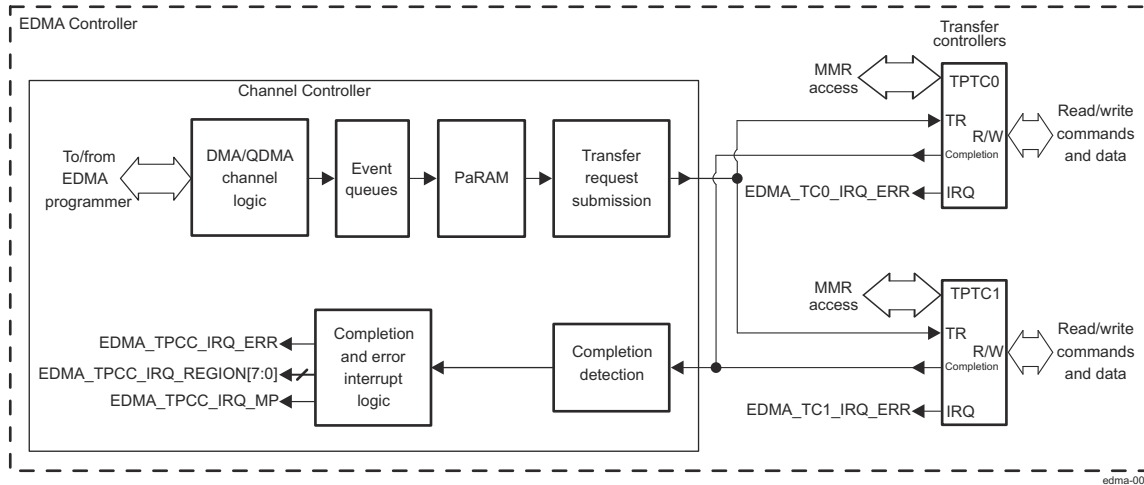 EDMA Controller
Transfer
controllers
MMR
access
TPTC0
Channel Controller
TR
R/W
Completion
Read/write
commands
and data
To/from
EDMA
programmer
DMA/QDMA
channel
logic
Event
queues
PaRAM
Transfer
request
submission
EDMA_TC0_IRQ_ERR
IRQ
MMR
access
TPTC1
TR
R/W
Completion
Read/write
commands
and data
EDMA_TPCC_IRQ_ERR
EDMA_TPCC_IRQ_REGION[7:0]
EDMA_TPCC_IRQ_MP
Completion
and error
interrupt
logic
Completion
detection
EDMA_TC1_IRQ_ERR
IRQ